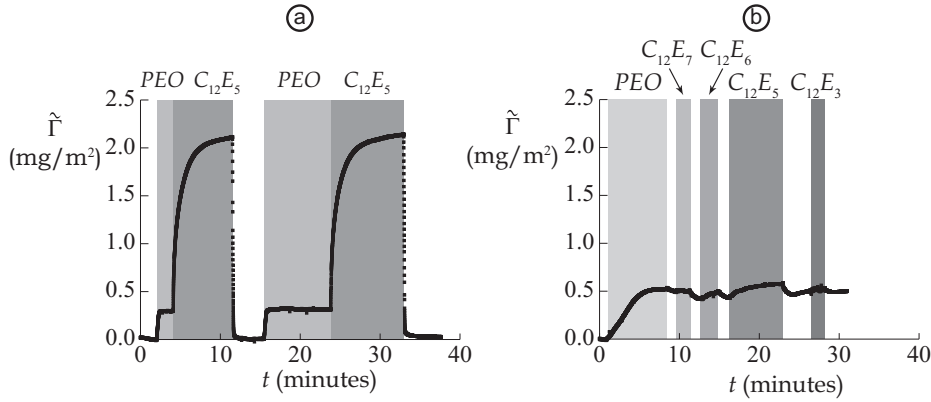 a
PEO C12E5 PEO C12E5
Γ̃
(mg/m²)
2.5
2.0
1.5
1.0
0.5
0.0
0 10 20 30 40
t (minutes)
b
C12E7 C12E6
PEO C12E5 C12E3
Γ̃
(mg/m²)
2.5
2.0
1.5
1.0
0.5
0.0
0 10 20 30 40
t (minutes)